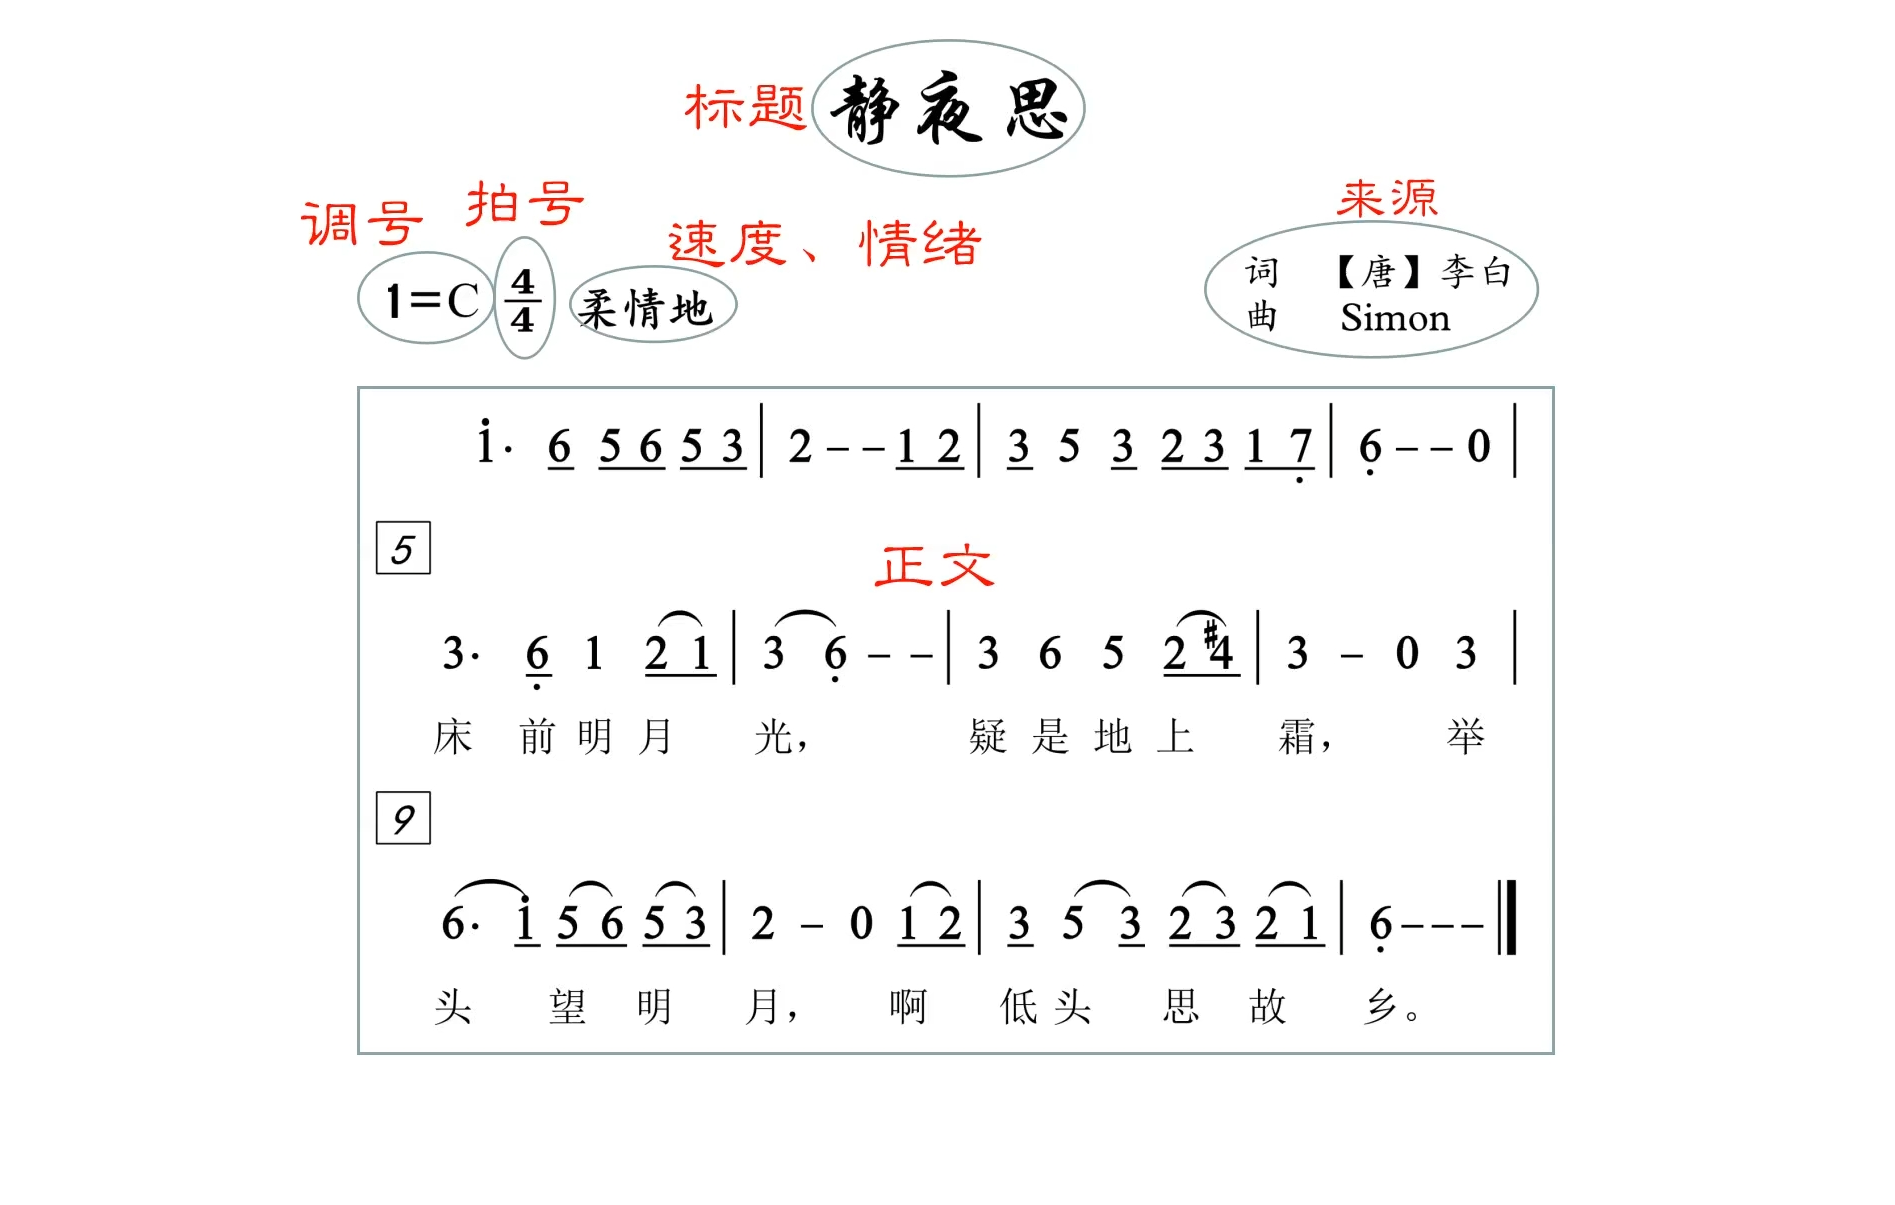 标题 静夜思
调号 拍号 速度、情绪 来源
1=C 4/4 柔情地 词 【唐】李白
曲 Simon
i· 6 5 6 5 3 | 2 – – 1 2 | 3 5 3 2 3 1 7 | 6 – – 0 |
5
正文
3· 6 1 2 1 | 3 6 – – | 3 6 5 2 #4 | 3 – 0 3 |
床 前 明 月 光， 疑 是 地 上 霜， 举
9
6· i 5 6 5 3 | 2 – 0 1 2 | 3 5 3 2 3 2 1 | 6 – – – ‖
头 望 明 月， 啊 低 头 思 故 乡。